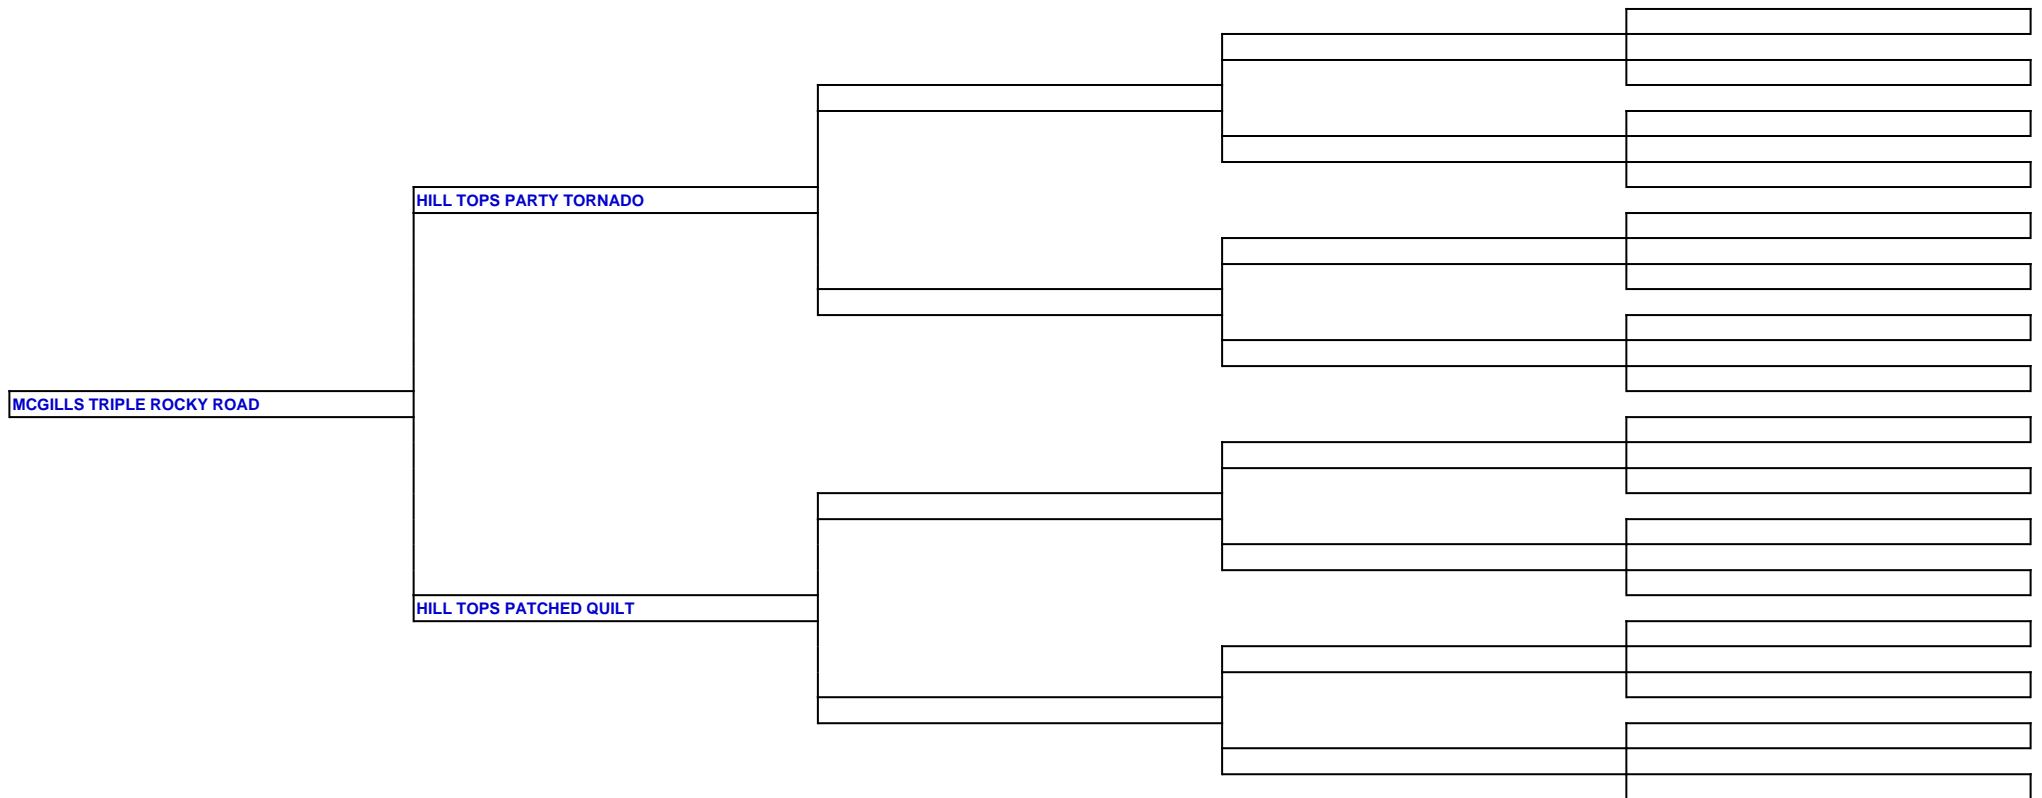 HILL TOPS PARTY TORNADO
MCGILLS TRIPLE ROCKY ROAD
HILL TOPS PATCHED QUILT